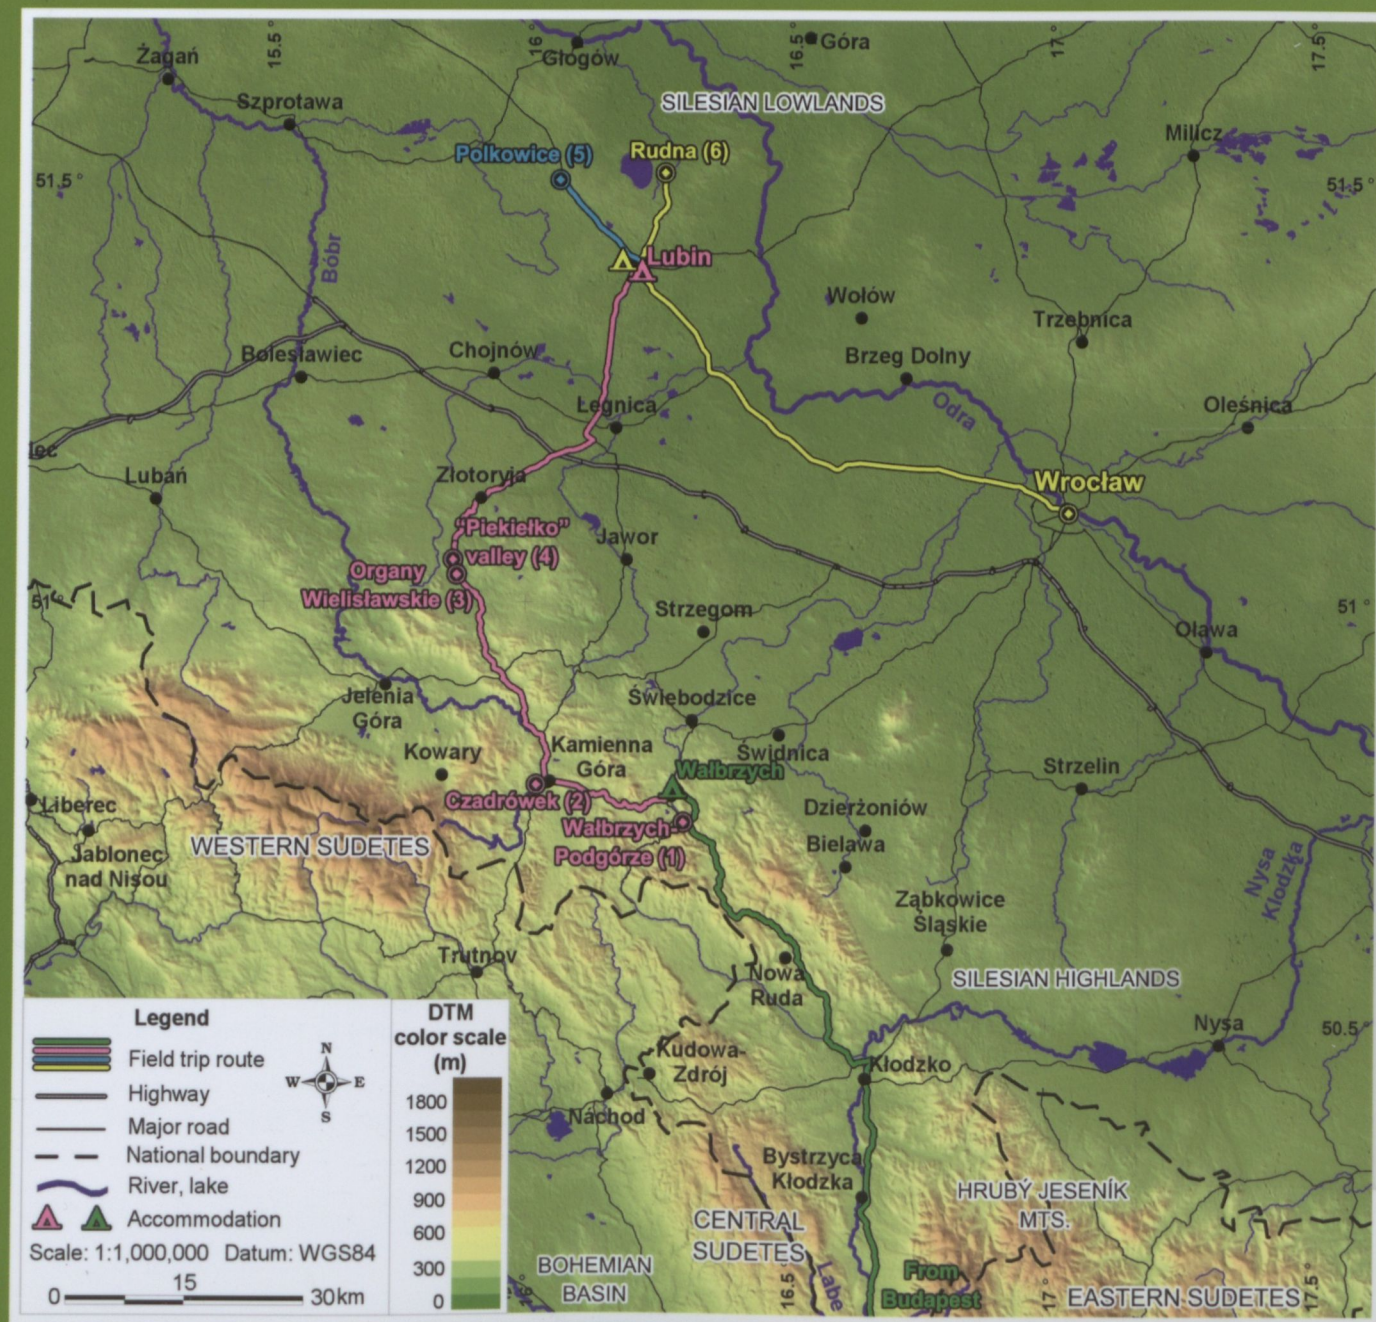 Żagań
15.5°
16°
Głogów
16.5°
Góra
17°
17.5°
Szprotawa
SILESIAN LOWLANDS
Milicz
Polkowice (5)
Rudna (6)
51.5°
51.5°
Bóbr
Lubin
Wołów
Trzebnica
Bolesławiec
Chojnów
Brzeg Dolny
Legnica
Odra
Oleśnica
iec
Lubań
Złotoryja
Wrocław
"Piekiełko"
valley (4)
Jawor
Organy
Wielisławskie (3)
51°
51°
Strzegom
Oława
Jelenia
Góra
Świebodzice
Kowary
Kamienna
Góra
Świdnica
Wałbrzych
Strzelin
Liberec
Czadrówek (2)
Dzierżoniów
Wałbrzych-
Podgórze (1)
Bielawa
WESTERN SUDETES
Jablonec
nad Nisou
Nysa
Kłodzka
Ząbkowice
Śląskie
Trutnov
Nowa
Ruda
SILESIAN HIGHLANDS
Nysa
50.5°
Kudowa-
Zdrój
Kłodzko
Náchod
Bystrzyca
Kłodzka
HRUBÝ JESENÍK
MTS.
CENTRAL
SUDETES
BOHEMIAN
BASIN
16.5°
Labe
From
Budapest
17°
EASTERN SUDETES
17.5°
Legend
Field trip route
N
W E
S
Highway
Major road
National boundary
River, lake
Accommodation
Scale: 1:1,000,000 Datum: WGS84
0 15 30km
DTM
color scale
(m)
1800
1500
1200
900
600
300
0